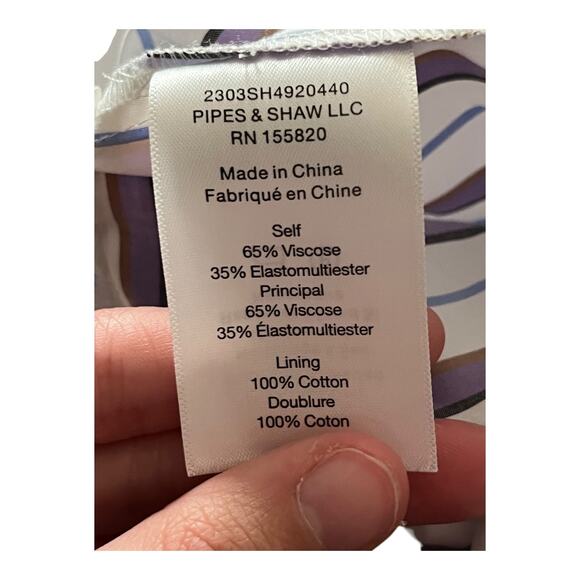 2303SH4920440
PIPES & SHAW LLC
RN 155820
Made in China
Fabriqué en Chine
Self
65% Viscose
35% Elastomultiester
Principal
65% Viscose
35% Élastomultiester
Lining
100% Cotton
Doublure
100% Coton